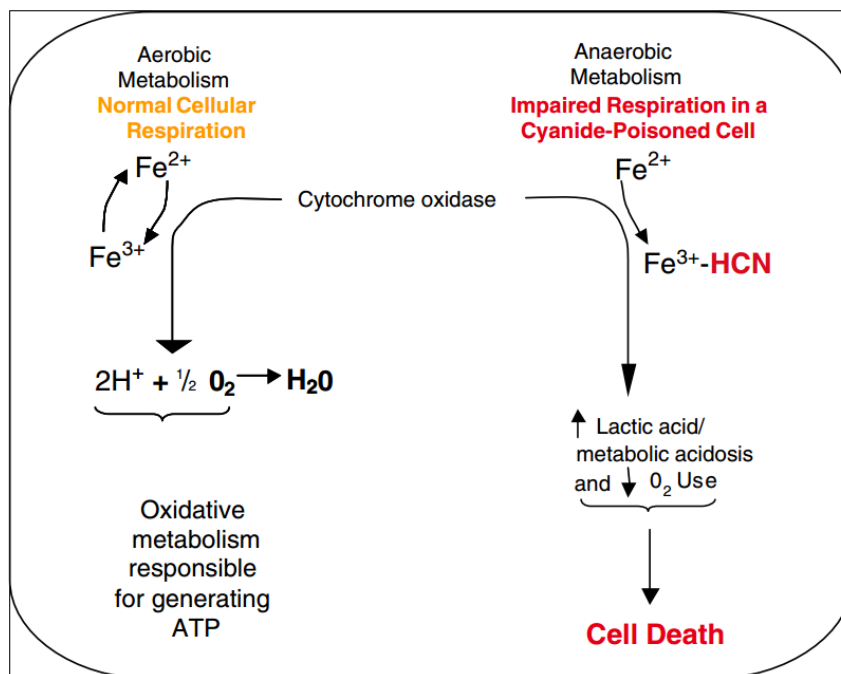 Aerobic
Metabolism
Normal Cellular
Respiration
Fe²⁺
Fe³⁺
2H⁺ + ½ 0₂ → H₂0
Oxidative
metabolism
responsible
for generating
ATP
Cytochrome oxidase
Anaerobic
Metabolism
Impaired Respiration in a
Cyanide-Poisoned Cell
Fe²⁺
Fe³⁺-HCN
↑ Lactic acid/
metabolic acidosis
and ↓ 0₂ Use
Cell Death